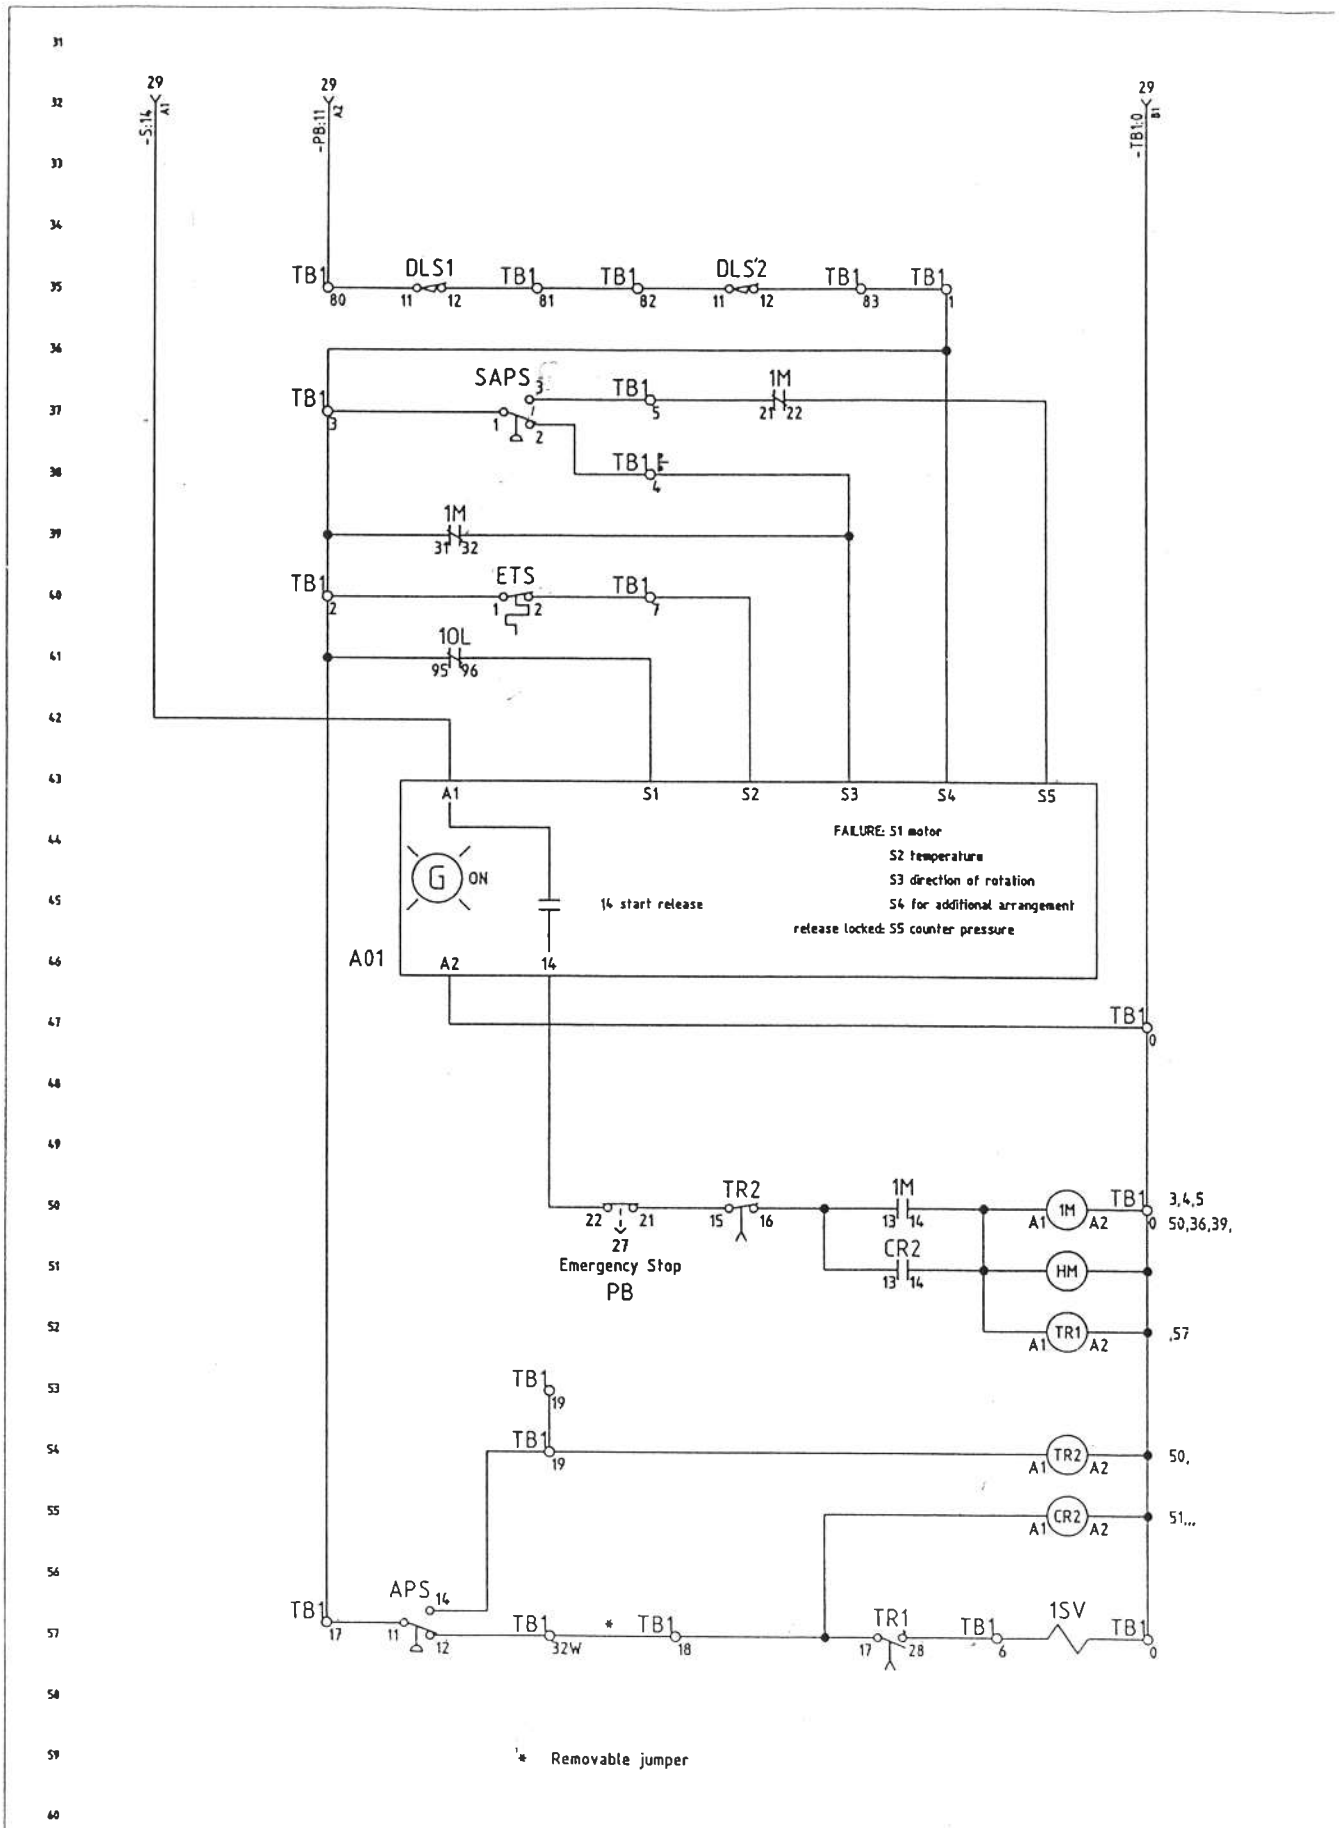 31
29 29 29
32 -S:14 A1 -PB:11 A2 -TB1:0 B1
33
34
TB1 DLS1 TB1 TB1 DLS2 TB1 TB1
35 80 11 12 81 82 11 12 83 1
36
SAPS 3 TB1 1M
TB1 5 21 22
37 3 1 2
38 TB1
4
1M
39 31 32
ETS
TB1 TB1
40 2 1 2 7
1OL
41 95 96
42
43 A1 S1 S2 S3 S4 S5
FAILURE: S1 motor
44
S2 temperature
G ON S3 direction of rotation
45 14 start release S4 for additional arrangement
release locked: S5 counter pressure
46 A01 A2 14
47 TB1
0
48
49
TR2 1M TB1 3,4,5
50 22 21 15 16 13 14 A1 1M A2 0 50,36,39,
27 CR2
51 Emergency Stop 13 14 HM
PB
52 A1 TR1 A2 ,57
53 TB1
19
54 TB1
19 A1 TR2 A2 50,
55 A1 CR2 A2 51,,,
56
APS 14
TB1 TB1 * TB1 TR1 TB1 1SV TB1
57 17 11 12 32W 18 17 28 6 0
58
59 * Removable jumper
60